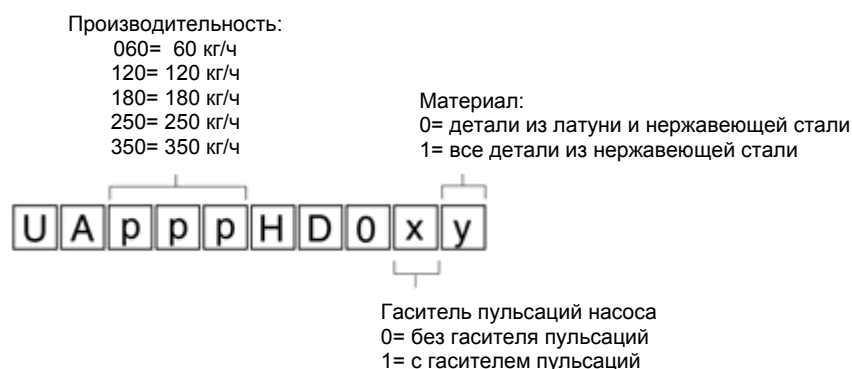 Производительность:
060= 60 кг/ч
120= 120 кг/ч
180= 180 кг/ч
250= 250 кг/ч
350= 350 кг/ч
Материал:
0= детали из латуни и нержавеющей стали
1= все детали из нержавеющей стали
U A p p p H D 0 x y
Гаситель пульсаций насоса
0= без гасителя пульсаций
1= с гасителем пульсаций